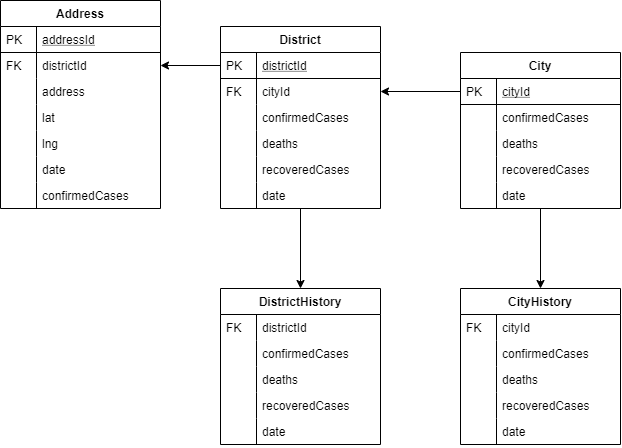 Address
PK addressId
FK districtId
address
lat
lng
date
confirmedCases
District
PK districtId
FK cityId
confirmedCases
deaths
recoveredCases
date
City
PK cityId
confirmedCases
deaths
recoveredCases
date
DistrictHistory
FK districtId
confirmedCases
deaths
recoveredCases
date
CityHistory
FK cityId
confirmedCases
deaths
recoveredCases
date